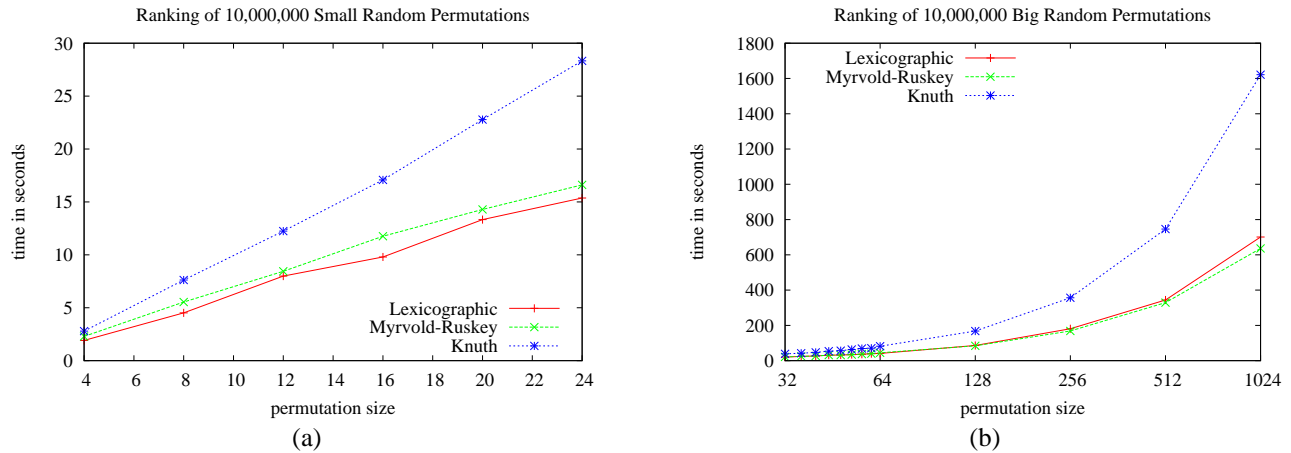 Ranking of 10,000,000 Small Random Permutations
30
25
20
15
10
5
0
time in seconds
Lexicographic
Myrvold-Ruskey
Knuth
4 6 8 10 12 14 16 18 20 22 24
permutation size
(a)
Ranking of 10,000,000 Big Random Permutations
1800
1600
1400
1200
1000
800
600
400
200
0
time in seconds
Lexicographic
Myrvold-Ruskey
Knuth
32 64 128 256 512 1024
permutation size
(b)